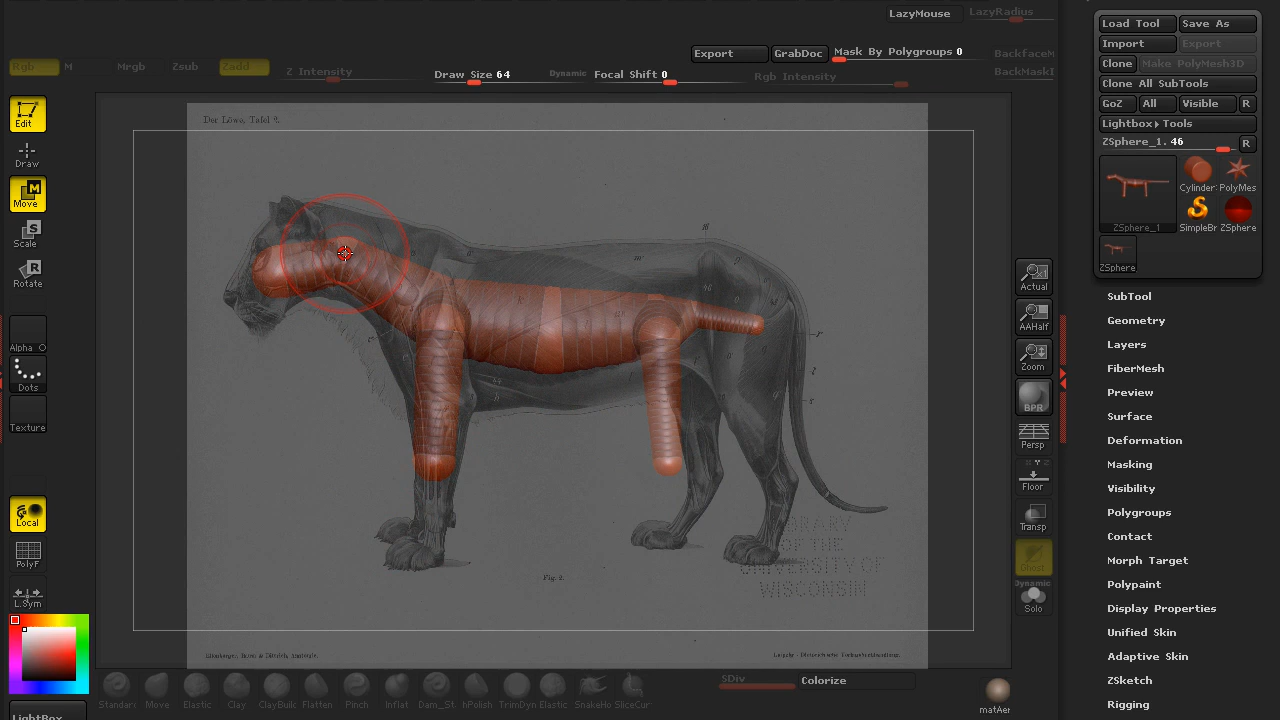 LazyMouse LazyRadius
Export GrabDoc Mask By Polygroups 0 BackfaceM
Rgb M Mrgb Zsub Zadd Z Intensity Draw Size 64 Dynamic Focal Shift 0 Rgb Intensity BackMaskI
Edit
Draw
Move
Scale
Rotate
Alpha O
Dots
Texture
Local
PolyF
L.Sym
LightBox
Der Löwe, Tafel 9.
Fig. 2.
LIBRARY
OF THE
UNIVERSITY OF
WISCONSIN
Actual
AAHalf
Zoom
BPR
Persp
Floor
Transp
Ghost
Dynamic
Solo
Load Tool Save As
Import Export
Clone Make PolyMesh3D
Clone All SubTools
GoZ All Visible R
Lightbox▸Tools
ZSphere_1. 46 R
Cylinder PolyMes
ZSphere_1 SimpleBr ZSphere
ZSphere
SubTool
Geometry
Layers
FiberMesh
Preview
Surface
Deformation
Masking
Visibility
Polygroups
Contact
Morph Target
Polypaint
Display Properties
Unified Skin
Adaptive Skin
ZSketch
Rigging
SDiv Colorize
Standard Move Elastic Clay ClayBuil Flatten Pinch Inflat Dam_St hPolish TrimDyn Elastic SnakeHo SliceCur matAer